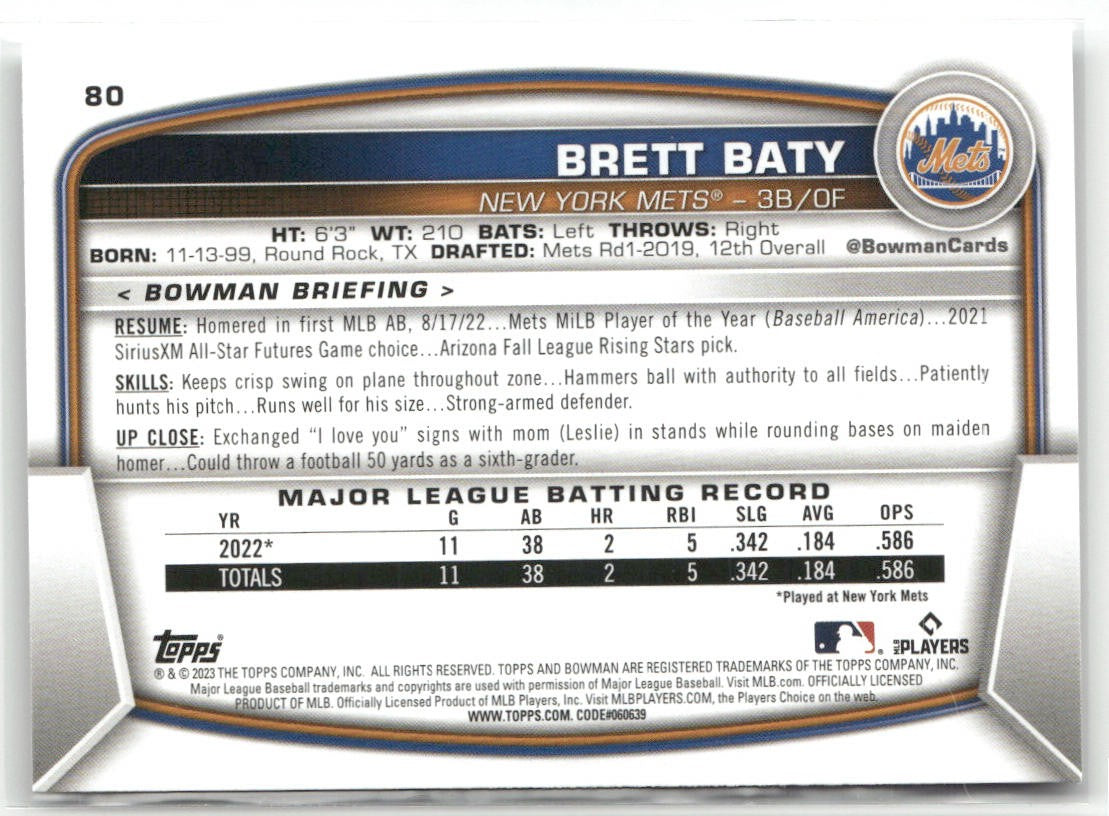 80
BRETT BATY
Mets
NEW YORK METS® – 3B/OF
HT: 6'3" WT: 210 BATS: Left THROWS: Right
BORN: 11-13-99, Round Rock, TX DRAFTED: Mets Rd1-2019, 12th Overall @BowmanCards
< BOWMAN BRIEFING >
RESUME: Homered in first MLB AB, 8/17/22...Mets MiLB Player of the Year (Baseball America)...2021
SiriusXM All-Star Futures Game choice...Arizona Fall League Rising Stars pick.
SKILLS: Keeps crisp swing on plane throughout zone...Hammers ball with authority to all fields...Patiently
hunts his pitch...Runs well for his size...Strong-armed defender.
UP CLOSE: Exchanged “I love you” signs with mom (Leslie) in stands while rounding bases on maiden
homer...Could throw a football 50 yards as a sixth-grader.
MAJOR LEAGUE BATTING RECORD
YR G AB HR RBI SLG AVG OPS
2022* 11 38 2 5 .342 .184 .586
TOTALS 11 38 2 5 .342 .184 .586
*Played at New York Mets
Topps® MLB PLAYERS
® & © 2023 THE TOPPS COMPANY, INC. ALL RIGHTS RESERVED. TOPPS AND BOWMAN ARE REGISTERED TRADEMARKS OF THE TOPPS COMPANY, INC.
Major League Baseball trademarks and copyrights are used with permission of Major League Baseball. Visit MLB.com. OFFICIALLY LICENSED
PRODUCT OF MLB. Officially Licensed Product of MLB Players, Inc. Visit MLBPLAYERS.COM, the Players Choice on the web.
WWW.TOPPS.COM. CODE#060639